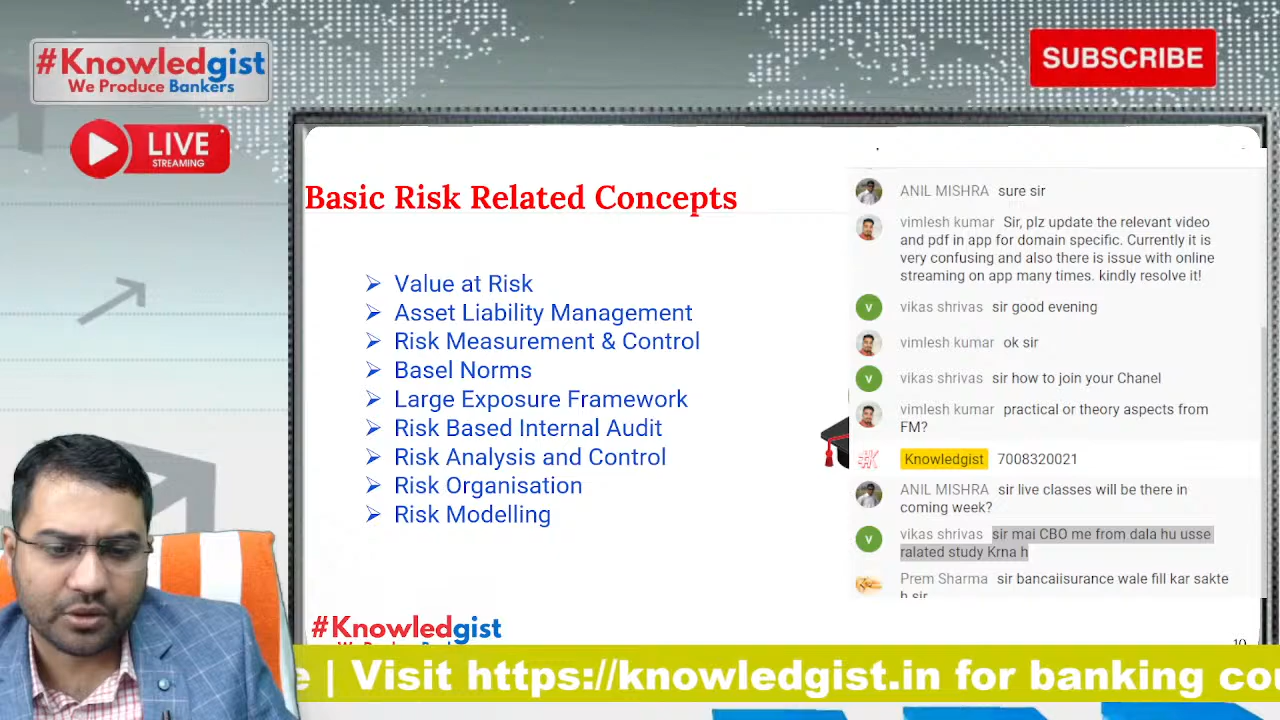 #Knowledgist
We Produce Bankers
SUBSCRIBE
LIVE
STREAMING
Basic Risk Related Concepts
Value at Risk
Asset Liability Management
Risk Measurement & Control
Basel Norms
Large Exposure Framework
Risk Based Internal Audit
Risk Analysis and Control
Risk Organisation
Risk Modelling
#Knowledgist
ANIL MISHRA sure sir
vimlesh kumar Sir, plz update the relevant video
and pdf in app for domain specific. Currently it is
very confusing and also there is issue with online
streaming on app many times. kindly resolve it!
V vikas shrivas sir good evening
vimlesh kumar ok sir
V vikas shrivas sir how to join your Chanel
vimlesh kumar practical or theory aspects from
FM?
#K Knowledgist 7008320021
ANIL MISHRA sir live classes will be there in
coming week?
V vikas shrivas sir mai CBO me from dala hu usse
ralated study Krna h
Prem Sharma sir bancaiisurance wale fill kar sakte
h sir
10
e | Visit https://knowledgist.in for banking co